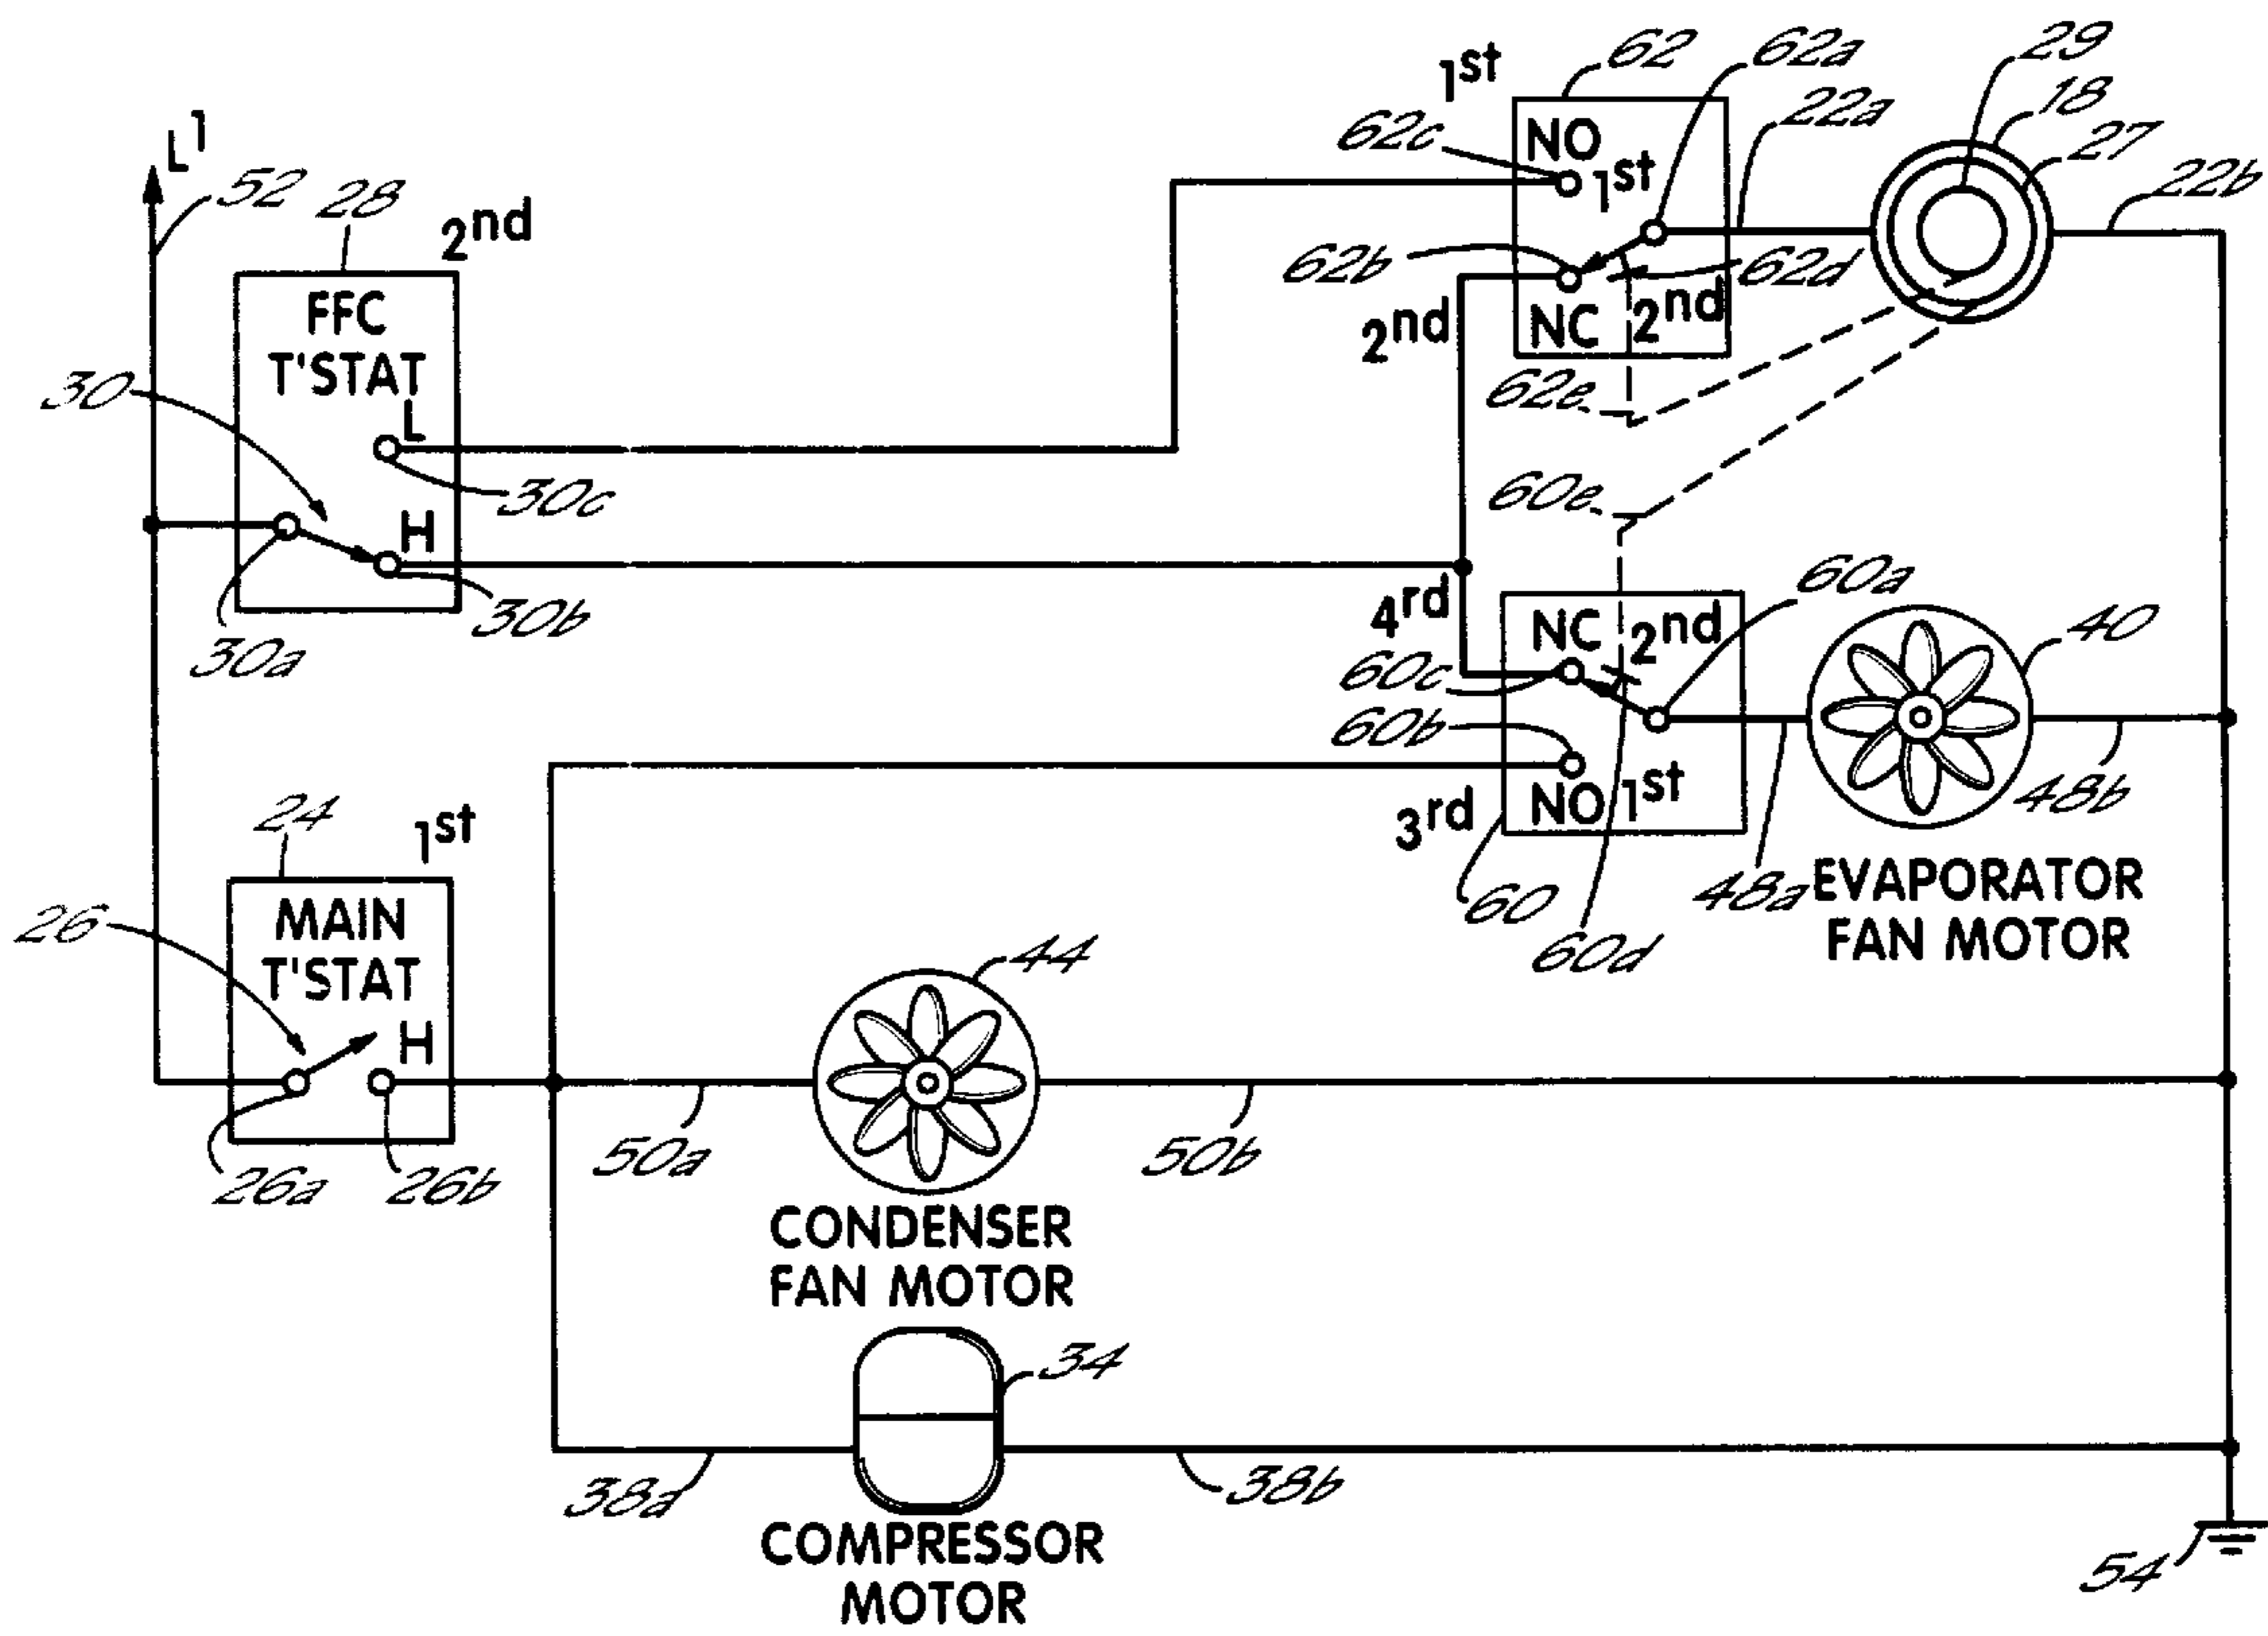 L1
52
28
2nd
FFC
T'STAT
L
30
30c
H
30b
30a
1st
62
62a
29
18
27
22a
22b
62c
NO
1st
62b
62d
2nd
NC
2nd
62e
60e
4rd
NC
2nd
60a
40
60c
60b
NO
1st
3rd
60
60d
48a
48b
EVAPORATOR
FAN MOTOR
24
1st
MAIN
T'STAT
26
H
26a
26b
44
50a
50b
CONDENSER
FAN MOTOR
34
38a
38b
COMPRESSOR
MOTOR
54